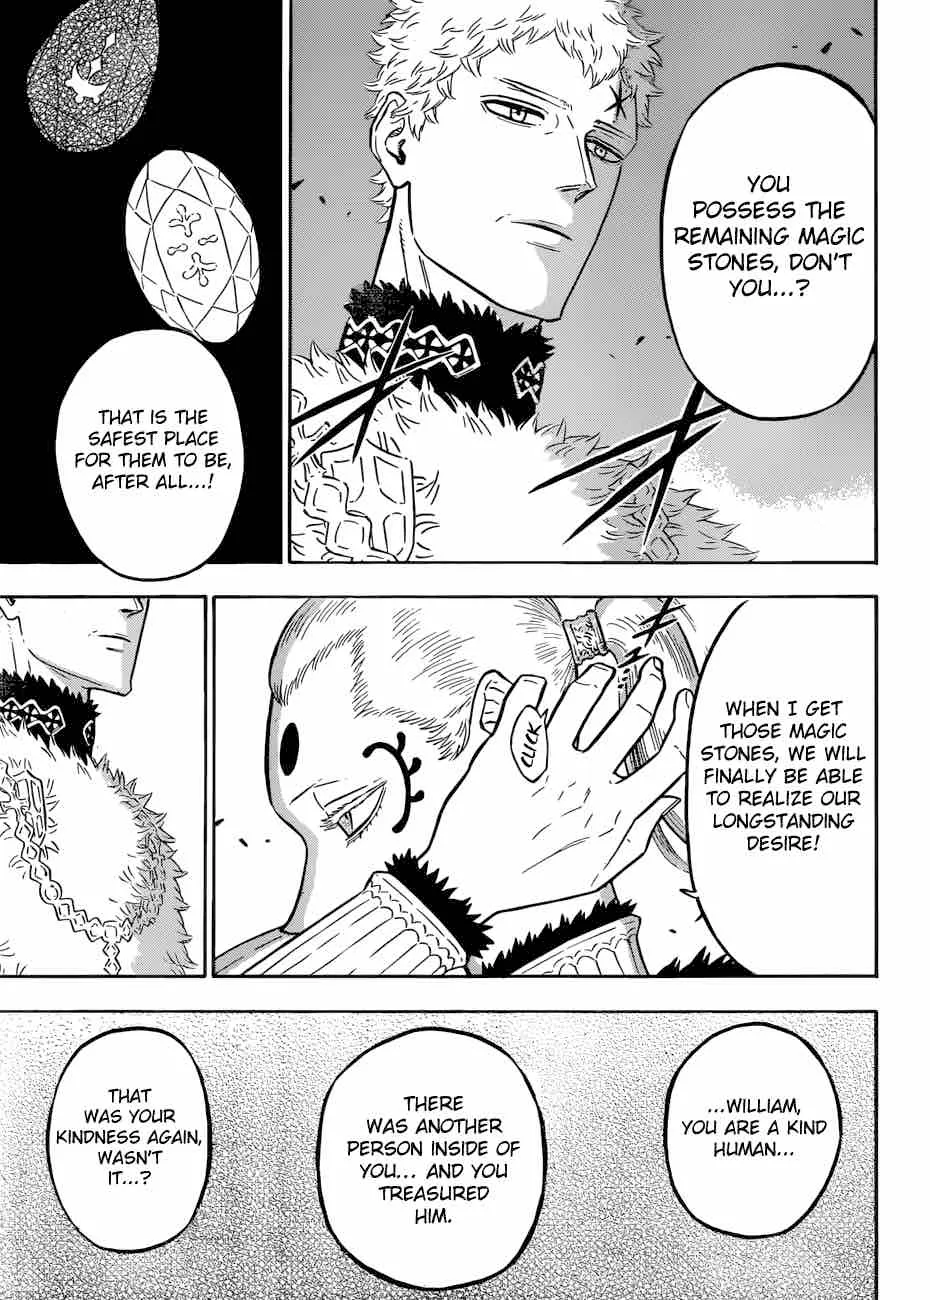 YOU
POSSESS THE
REMAINING MAGIC
STONES, DON'T
YOU...?
THAT IS THE
SAFEST PLACE
FOR THEM TO BE,
AFTER ALL...!
WHEN I GET
THOSE MAGIC
STONES, WE WILL
FINALLY BE ABLE
TO REALIZE OUR
LONGSTANDING
DESIRE!
CLICK
...WILLIAM,
YOU ARE A KIND
HUMAN...
THERE
WAS ANOTHER
PERSON INSIDE OF
YOU... AND YOU
TREASURED
HIM.
THAT
WAS YOUR
KINDNESS AGAIN,
WASN'T
IT...?